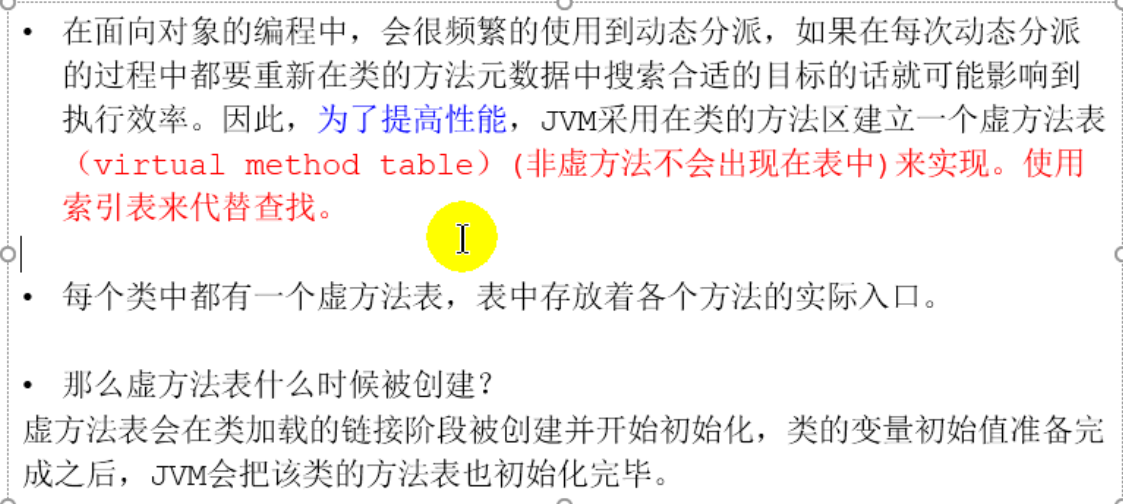 • 在面向对象的编程中，会很频繁的使用到动态分派，如果在每次动态分派
的过程中都要重新在类的方法元数据中搜索合适的目标的话就可能影响到
执行效率。因此，为了提高性能，JVM采用在类的方法区建立一个虚方法表
（virtual method table）(非虚方法不会出现在表中)来实现。使用
索引表来代替查找。
• 每个类中都有一个虚方法表，表中存放着各个方法的实际入口。
• 那么虚方法表什么时候被创建？
虚方法表会在类加载的链接阶段被创建并开始初始化，类的变量初始值准备完
成之后，JVM会把该类的方法表也初始化完毕。